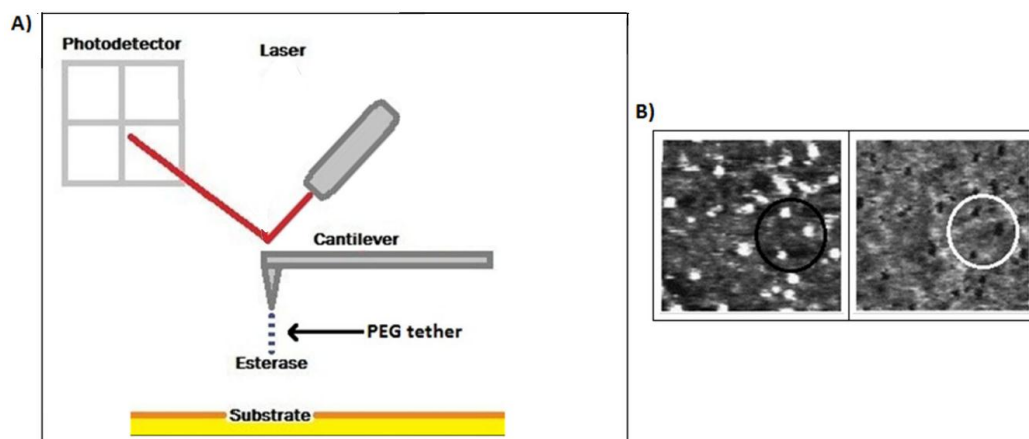 A)
Photodetector
Laser
Cantilever
PEG tether
Esterase
Substrate
B)